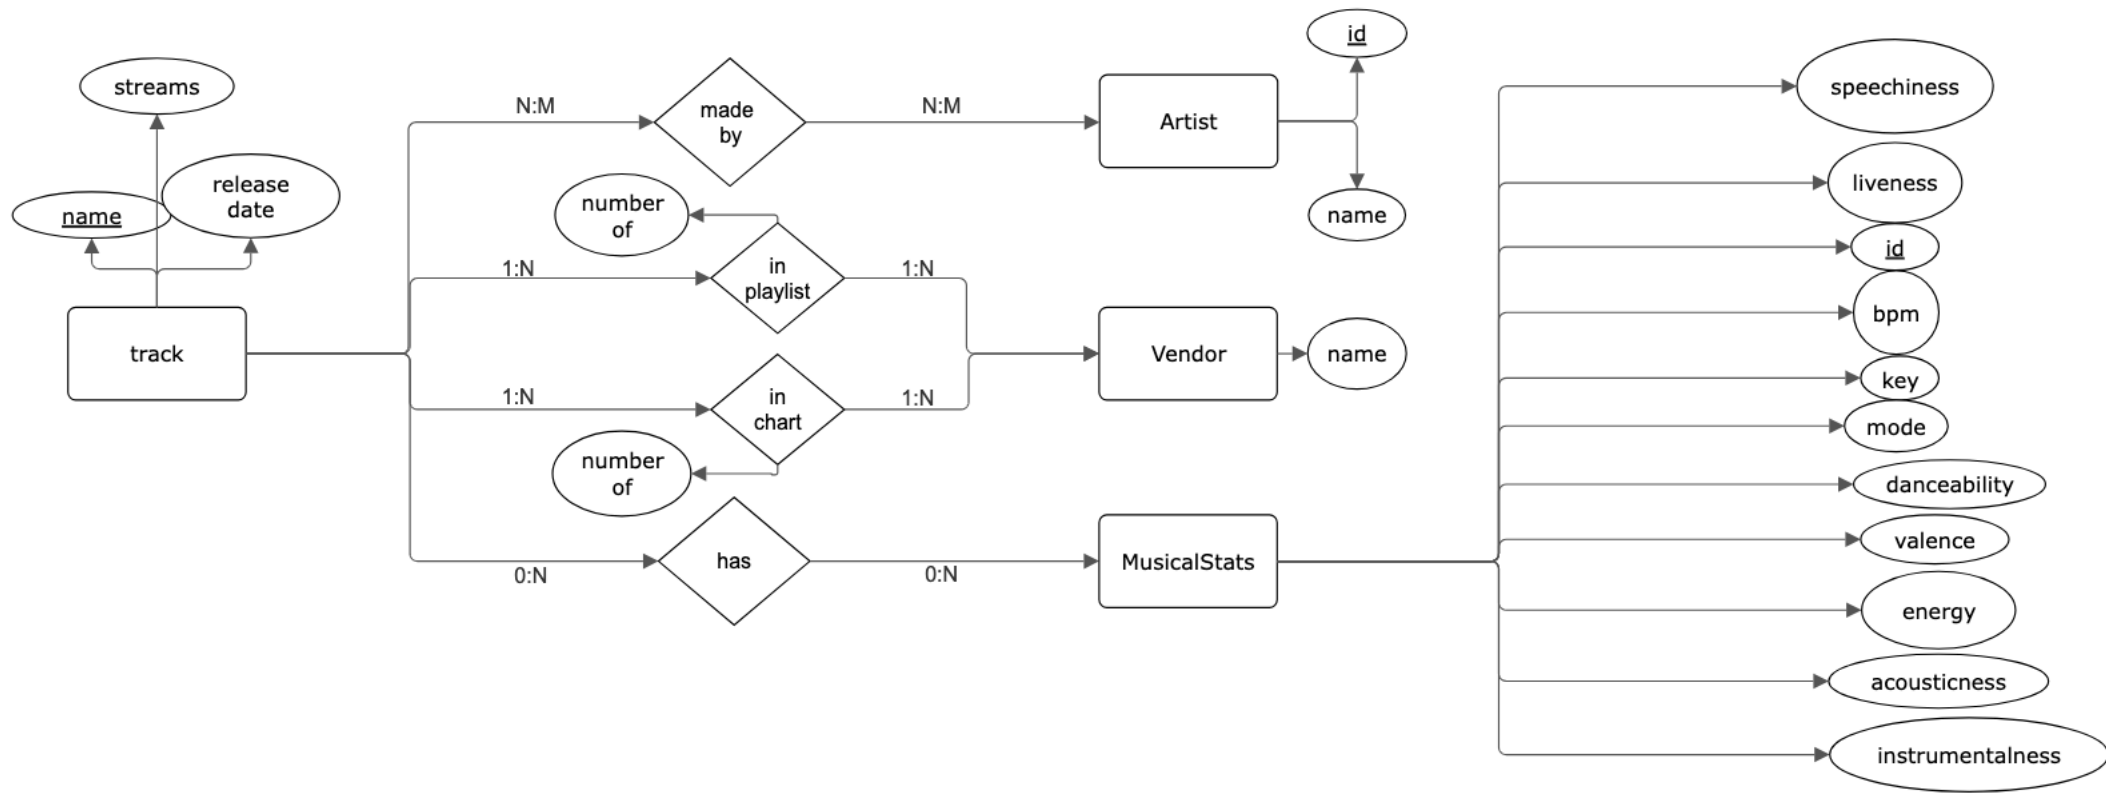 streams
release
date
name
track
N:M
made
by
N:M
Artist
id
name
number
of
1:N
in
playlist
1:N
Vendor
name
1:N
in
chart
1:N
number
of
0:N
has
0:N
MusicalStats
speechiness
liveness
id
bpm
key
mode
danceability
valence
energy
acousticness
instrumentalness